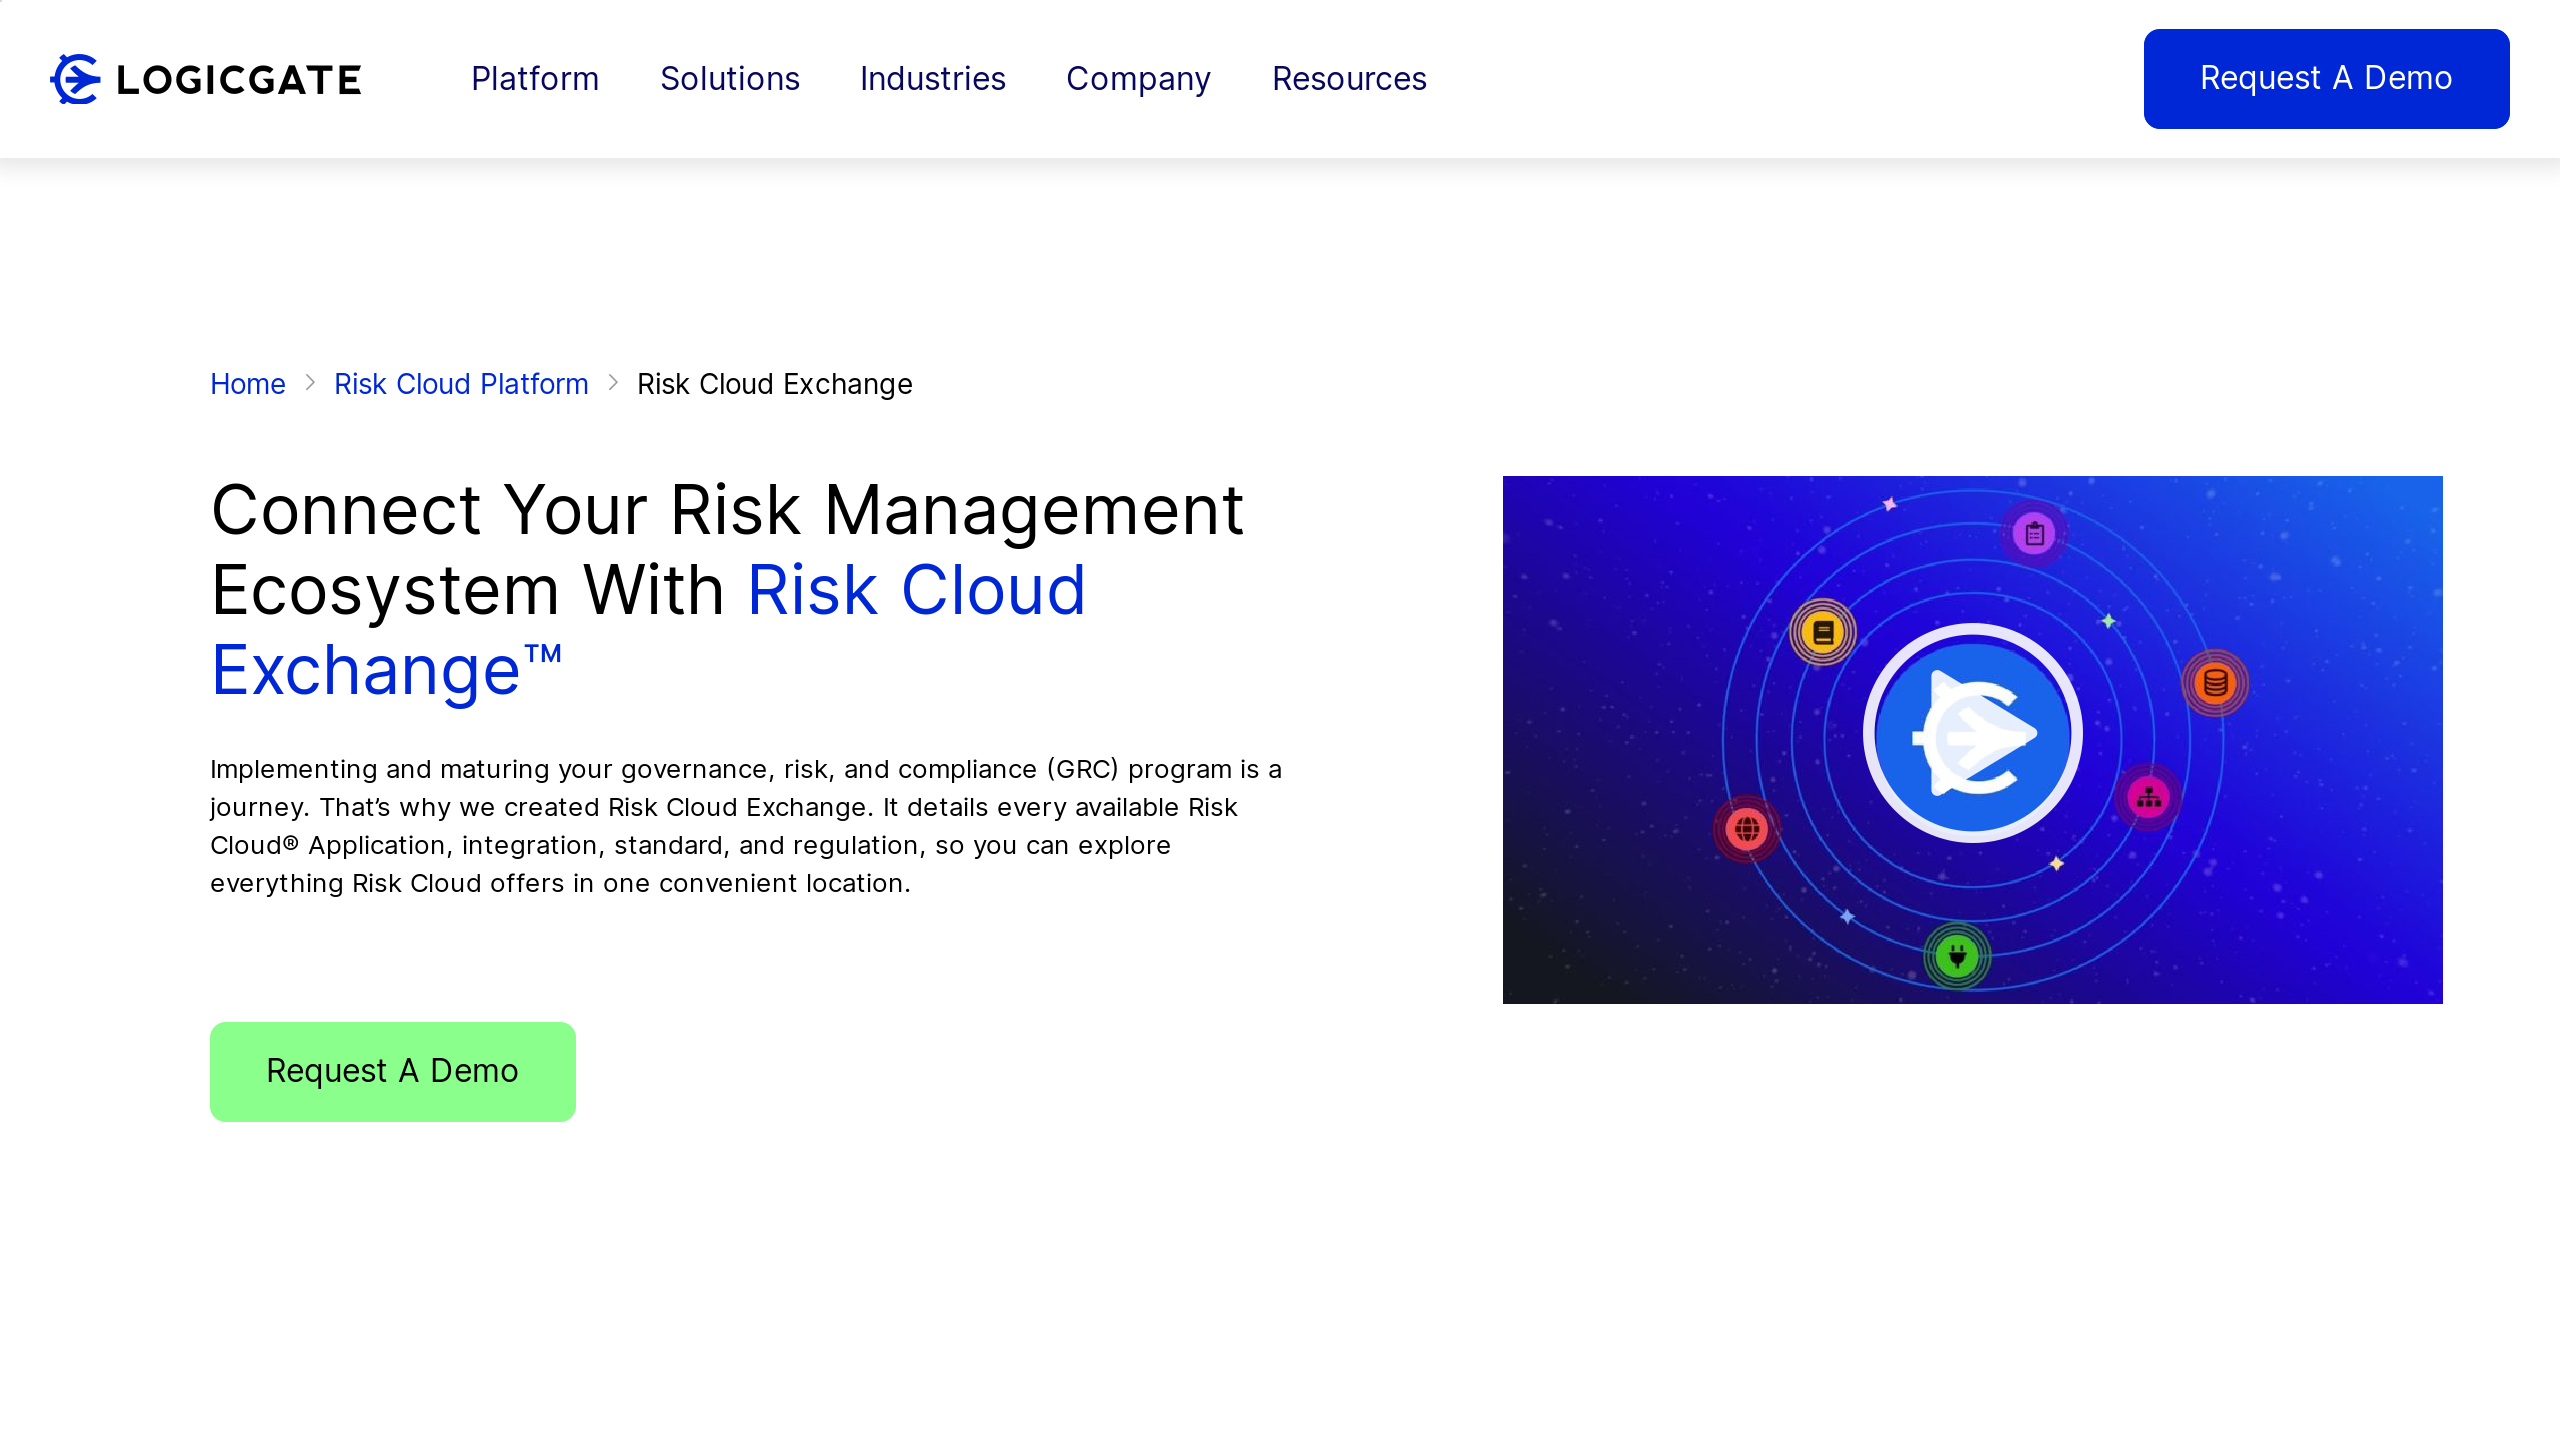 LOGICGATE
Platform
Solutions
Industries
Company
Resources
Request A Demo
Home
Risk Cloud Platform
Risk Cloud Exchange
Connect Your Risk Management
Ecosystem With Risk Cloud
Exchange™
Implementing and maturing your governance, risk, and compliance (GRC) program is a
journey. That’s why we created Risk Cloud Exchange. It details every available Risk
Cloud® Application, integration, standard, and regulation, so you can explore
everything Risk Cloud offers in one convenient location.
Request A Demo